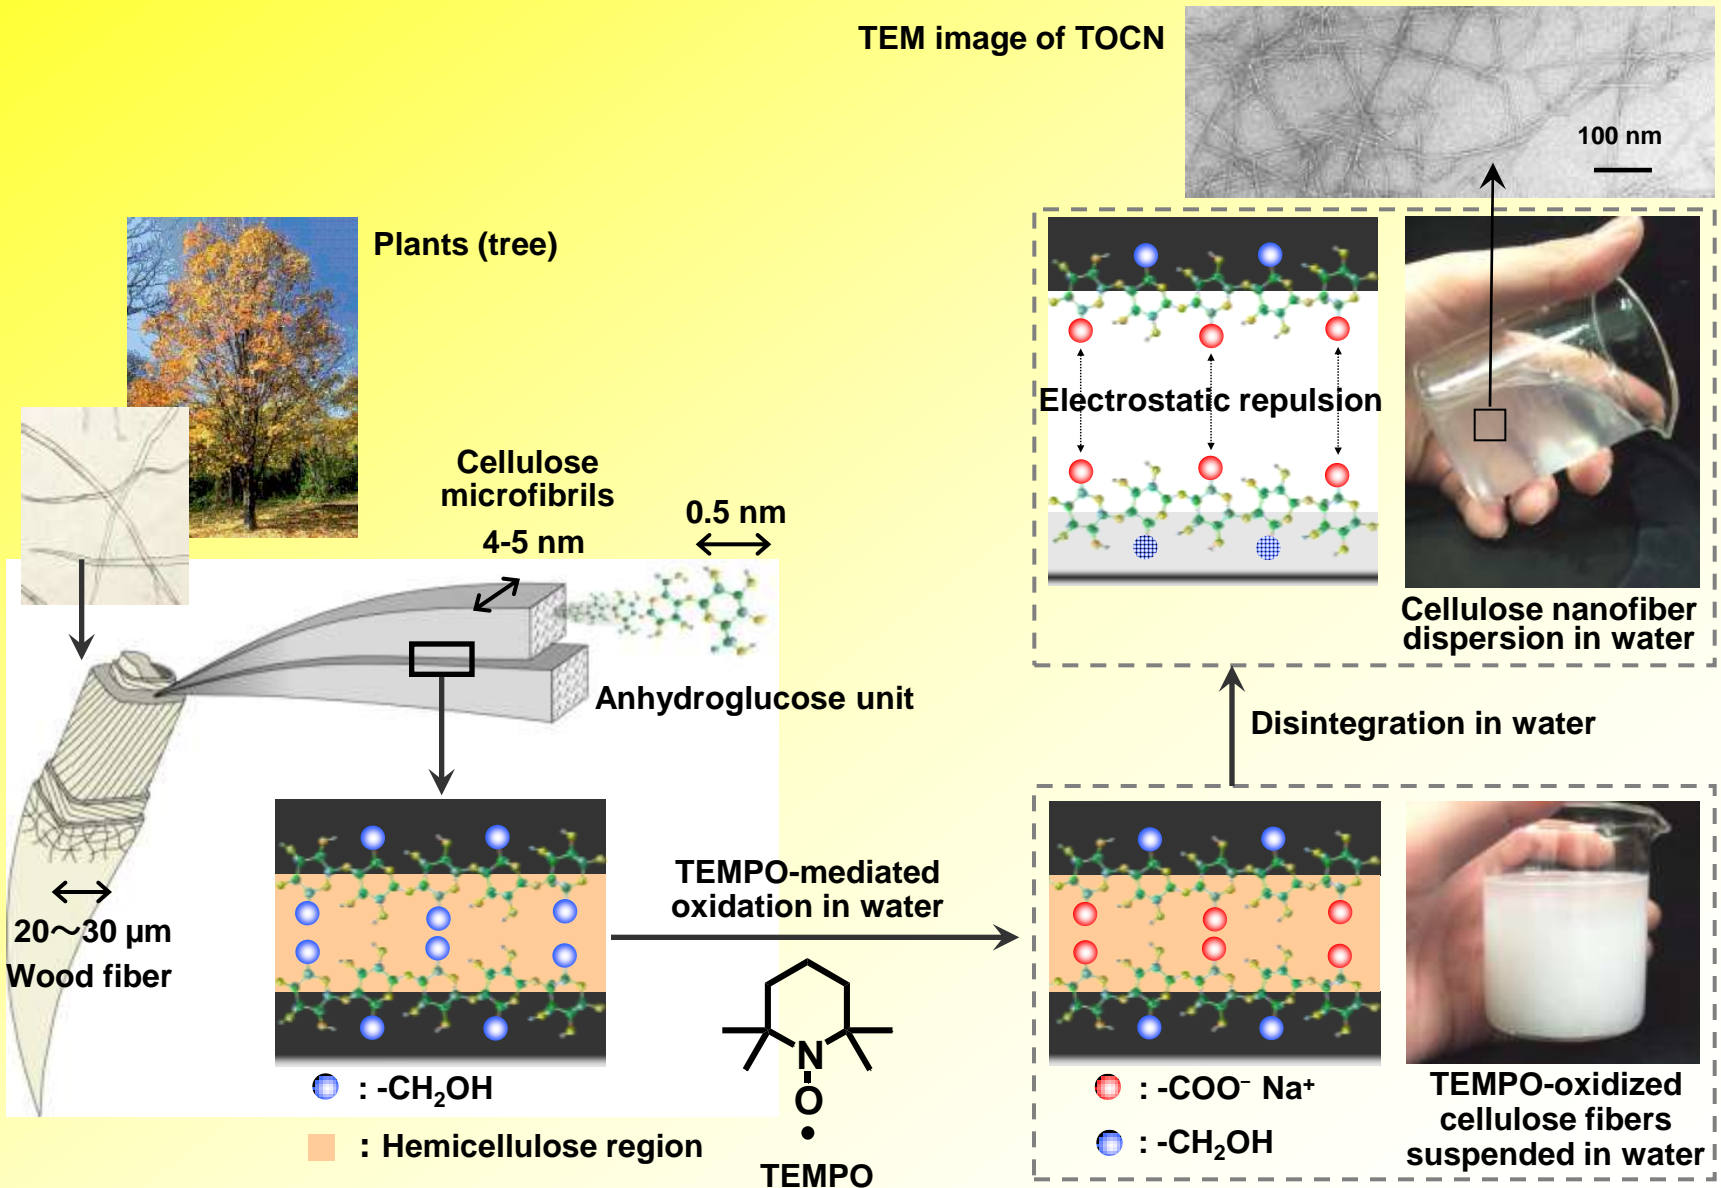 TEM image of TOCN
100 nm
Plants (tree)
Cellulose
microfibrils
4-5 nm
0.5 nm
Anhydroglucose unit
20～30 μm
Wood fiber
: -CH₂OH
: Hemicellulose region
TEMPO-mediated
oxidation in water
N
O
•
TEMPO
Electrostatic repulsion
Cellulose nanofiber
dispersion in water
Disintegration in water
: -COO⁻ Na⁺
: -CH₂OH
TEMPO-oxidized
cellulose fibers
suspended in water